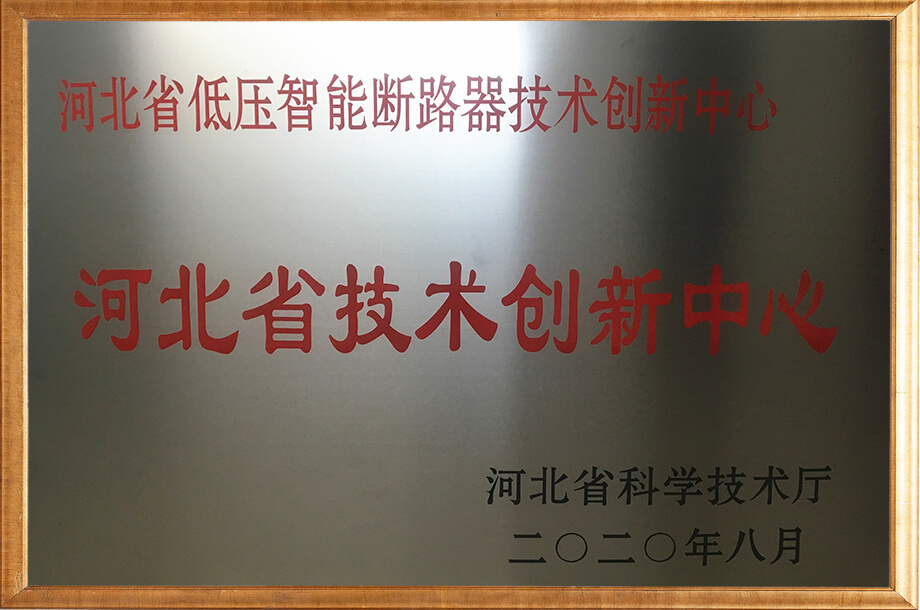 河北省低压智能断路器技术创新中心
河北省技术创新中心
河北省科学技术厅
二〇二〇年八月